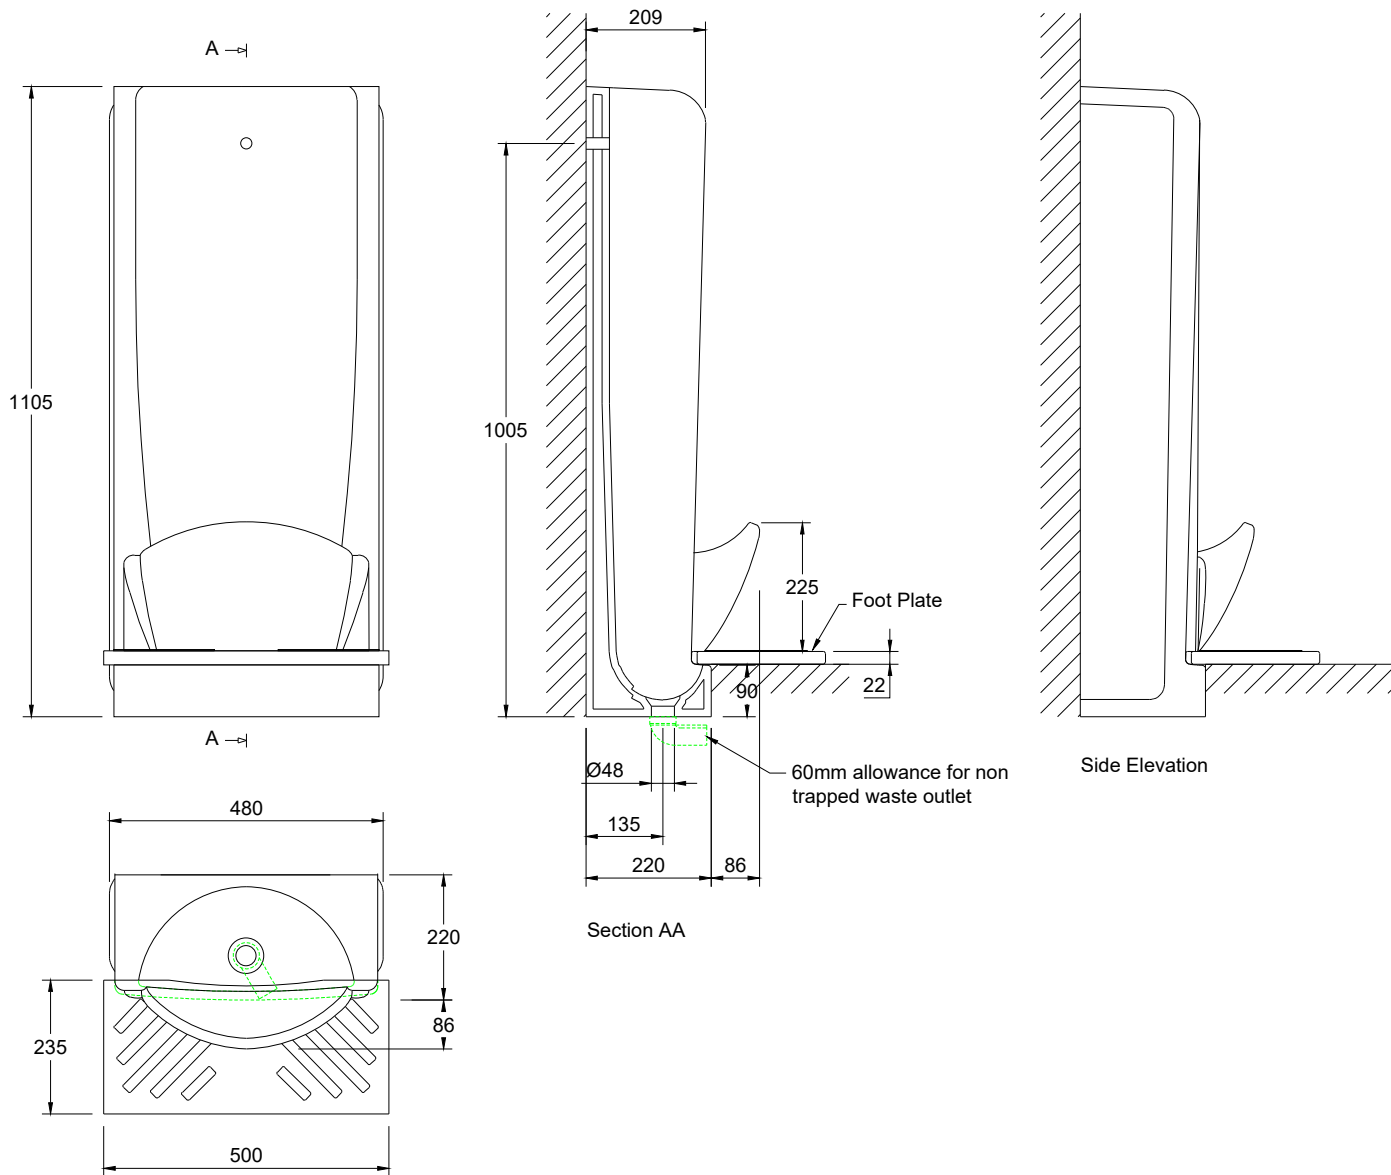 A
209
1105
1005
225
Foot Plate
90
22
A
Ø48
60mm allowance for non
trapped waste outlet
Side Elevation
480
135
220
86
Section AA
220
86
235
500